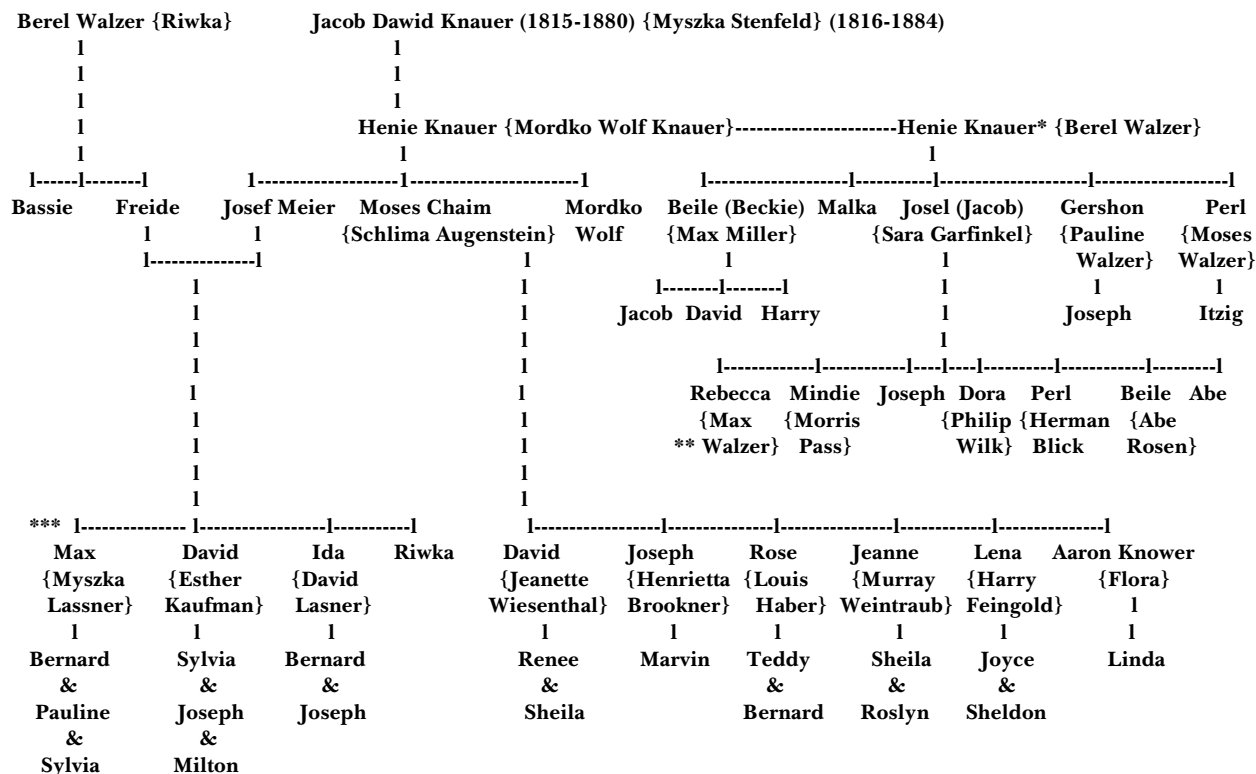 Berel Walzer {Riwka} Jacob Dawid Knauer (1815-1880) {Myszka Stenfeld} (1816-1884)
l l
l l
l l
l Henie Knauer {Mordko Wolf Knauer}-----------------------Henie Knauer* {Berel Walzer}
l l l
l------l--------l l--------------------l-------------------------l l---------------------l------------l----------------------l--------------------l
Bassie Freide Josef Meier Moses Chaim Mordko Beile (Beckie) Malka Josel (Jacob) Gershon Perl
l l {Schlima Augenstein} Wolf {Max Miller} {Sara Garfinkel} {Pauline {Moses
l---------------l l l l Walzer} Walzer}
l l l--------l--------l l l l
l l Jacob David Harry l Joseph Itzig
l l l
l l l-------------l-------------l----l----l-----------l-------------l----------l
l l Rebecca Mindie Joseph Dora Perl Beile Abe
l l {Max {Morris {Philip {Herman {Abe
l l ** Walzer} Pass} Wilk} Blick Rosen}
l l
l l
*** l--------------- l-------------------l------------l l-------------------l----------------l-----------------l--------------l----------------l
Max David Ida Riwka David Joseph Rose Jeanne Lena Aaron Knower
{Myszka {Esther {David {Jeanette {Henrietta {Louis {Murray {Harry {Flora}
Lassner} Kaufman} Lasner} Wiesenthal} Brookner} Haber} Weintraub} Feingold} l
l l l l l l l l l
Bernard Sylvia Bernard Renee Marvin Teddy Sheila Joyce Linda
& & & & & & &
Pauline Joseph Joseph Sheila Bernard Roslyn Sheldon
& &
Sylvia Milton